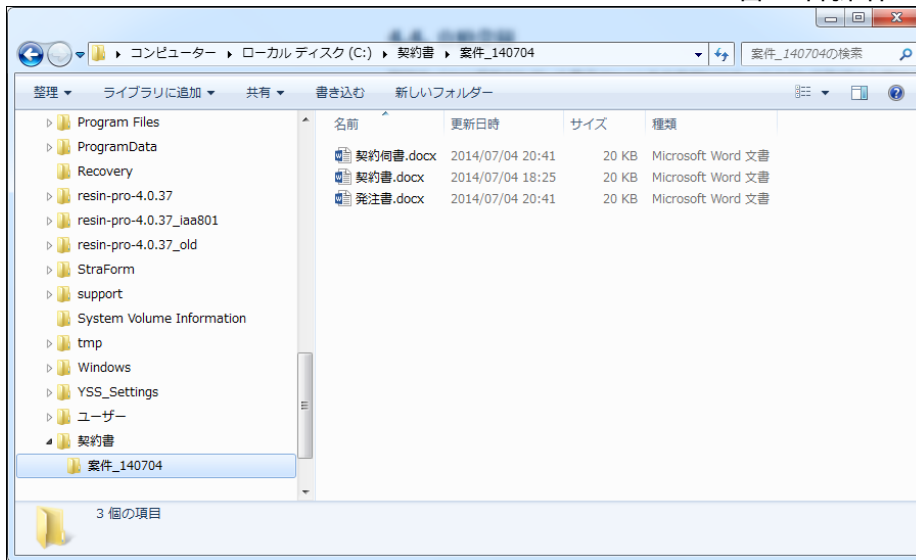 コンピューター ▸ ローカル ディスク (C:) ▸ 契約書 ▸ 案件_140704
案件_140704の検索
整理 ライブラリに追加 共有 書き込む 新しいフォルダー
名前 更新日時 サイズ 種類
契約伺書.docx 2014/07/04 20:41 20 KB Microsoft Word 文書
契約書.docx 2014/07/04 18:25 20 KB Microsoft Word 文書
発注書.docx 2014/07/04 20:41 20 KB Microsoft Word 文書
Program Files
ProgramData
Recovery
resin-pro-4.0.37
resin-pro-4.0.37_iaa801
resin-pro-4.0.37_old
StraForm
support
System Volume Information
tmp
Windows
YSS_Settings
ユーザー
契約書
案件_140704
3 個の項目